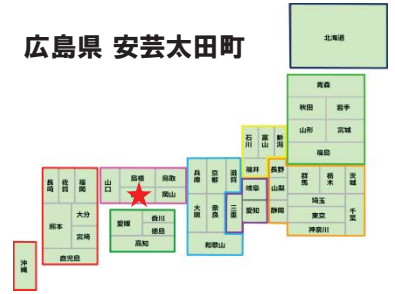 広島県 安芸太田町
北海道
青森
秋田 岩手
山形 宮城
福島
石川 富山 新潟
福井 長野
岐阜 山梨
愛知 静岡
群馬 栃木 茨城
埼玉
東京 千葉
神奈川
兵庫 京都 滋賀
大阪 奈良 三重
和歌山
山口 島根 鳥取
岡山
愛媛 香川
徳島
高知
長崎 佐賀 福岡
熊本 大分
宮崎
鹿児島
沖縄